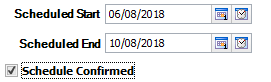 Scheduled Start 06/08/2018
Scheduled End 10/08/2018
Schedule Confirmed